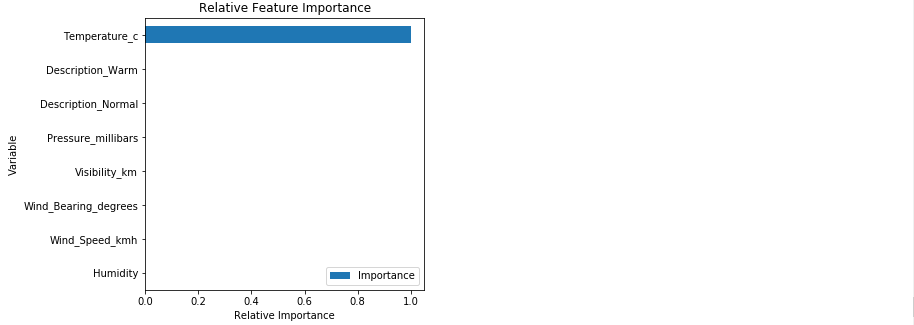 Relative Feature Importance
Temperature_c
Description_Warm
Description_Normal
Pressure_millibars
Visibility_km
Wind_Bearing_degrees
Wind_Speed_kmh
Humidity
Variable
Importance
0.0 0.2 0.4 0.6 0.8 1.0
Relative Importance